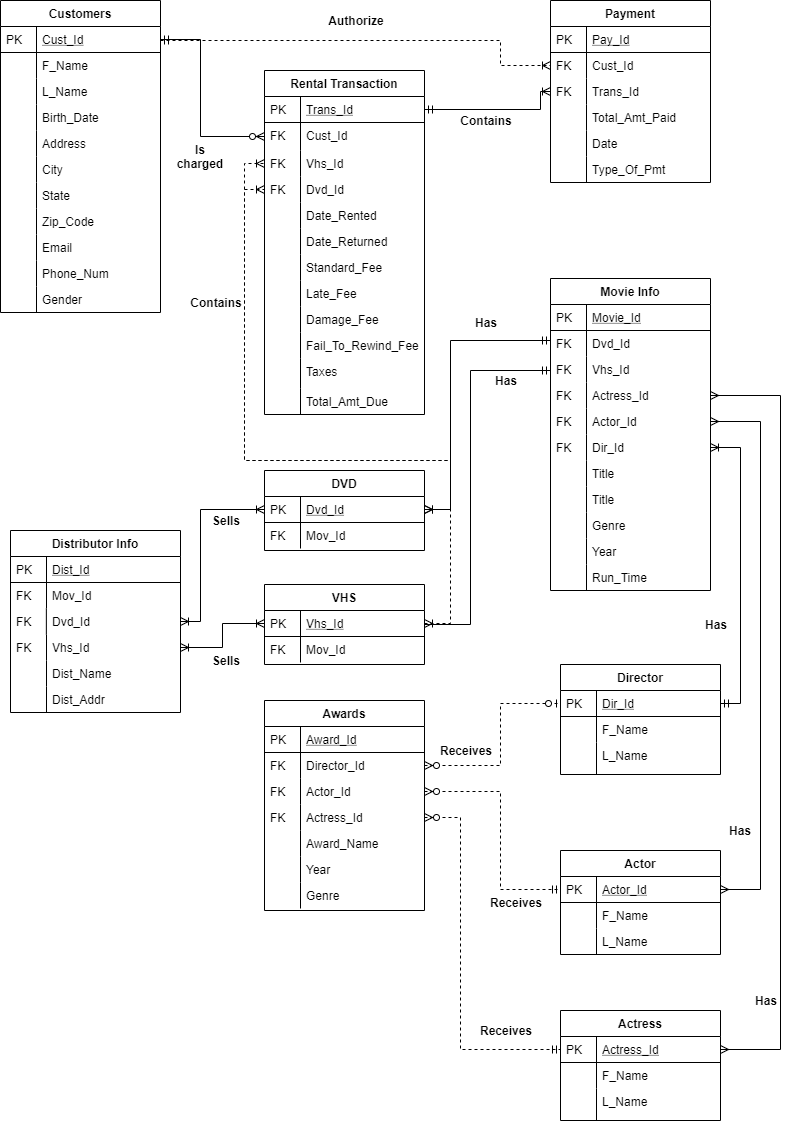 Customers
PK Cust_Id
F_Name
L_Name
Birth_Date
Address
City
State
Zip_Code
Email
Phone_Num
Gender
Authorize
Payment
PK Pay_Id
FK Cust_Id
FK Trans_Id
Total_Amt_Paid
Date
Type_Of_Pmt
Is
charged
Rental Transaction
PK Trans_Id
FK Cust_Id
FK Vhs_Id
FK Dvd_Id
Date_Rented
Date_Returned
Standard_Fee
Late_Fee
Damage_Fee
Fail_To_Rewind_Fee
Taxes
Total_Amt_Due
Contains
Contains
Has
Has
Movie Info
PK Movie_Id
FK Dvd_Id
FK Vhs_Id
FK Actress_Id
FK Actor_Id
FK Dir_Id
Title
Title
Genre
Year
Run_Time
DVD
PK Dvd_Id
FK Mov_Id
Sells
Distributor Info
PK Dist_Id
FK Mov_Id
FK Dvd_Id
FK Vhs_Id
Dist_Name
Dist_Addr
VHS
PK Vhs_Id
FK Mov_Id
Sells
Has
Director
PK Dir_Id
F_Name
L_Name
Awards
PK Award_Id
FK Director_Id
FK Actor_Id
FK Actress_Id
Award_Name
Year
Genre
Receives
Has
Actor
PK Actor_Id
F_Name
L_Name
Receives
Has
Actress
PK Actress_Id
F_Name
L_Name
Receives